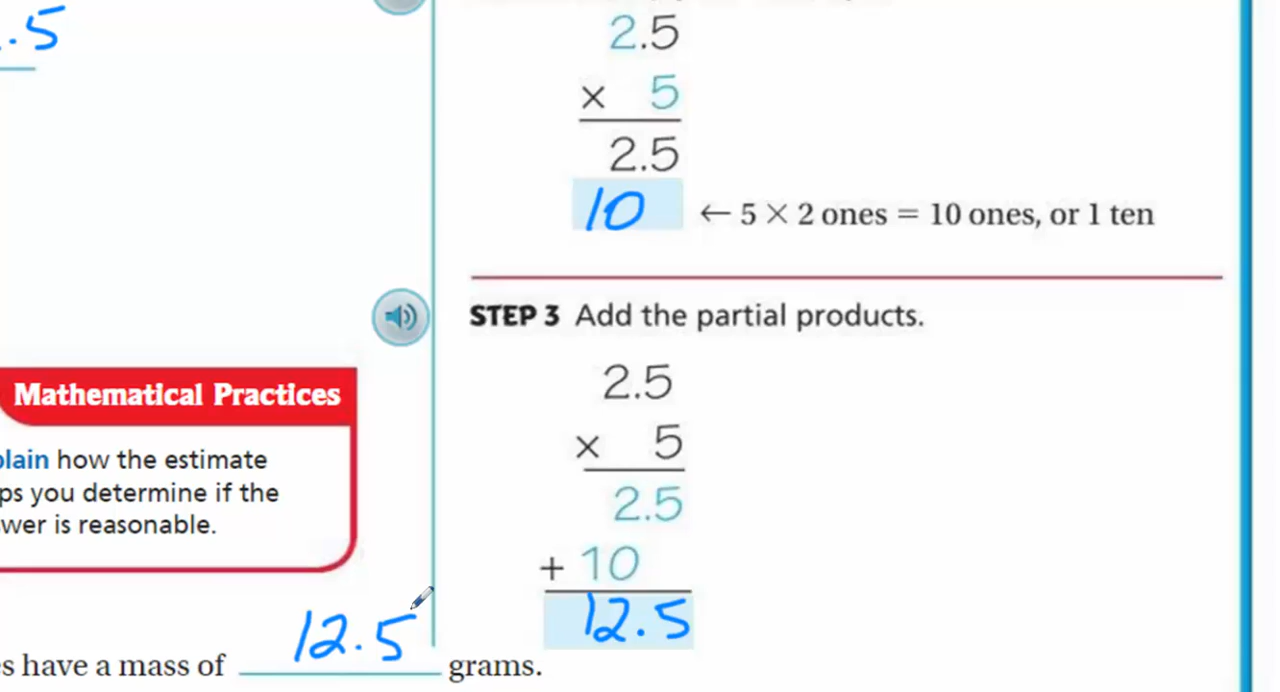 .5
2.5
× 5
2.5
10 ← 5 × 2 ones = 10 ones, or 1 ten
STEP 3 Add the partial products.
2.5
× 5
2.5
+ 10
12.5
Mathematical Practices
plain how the estimate
ps you determine if the
wer is reasonable.
s have a mass of 12.5 grams.